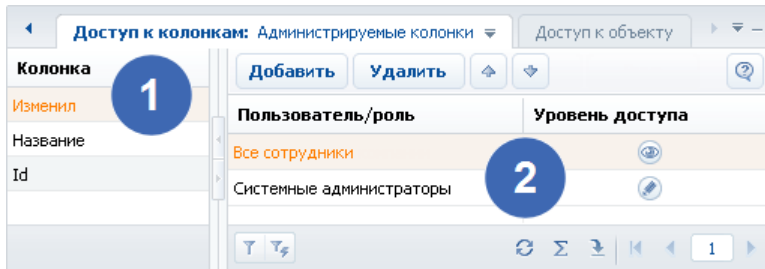 Доступ к колонкам: Администрируемые колонки
Доступ к объекту
Колонка
Изменил
Название
Id
1
Добавить
Удалить
Пользователь/роль
Уровень доступа
Все сотрудники
Системные администраторы
2
1